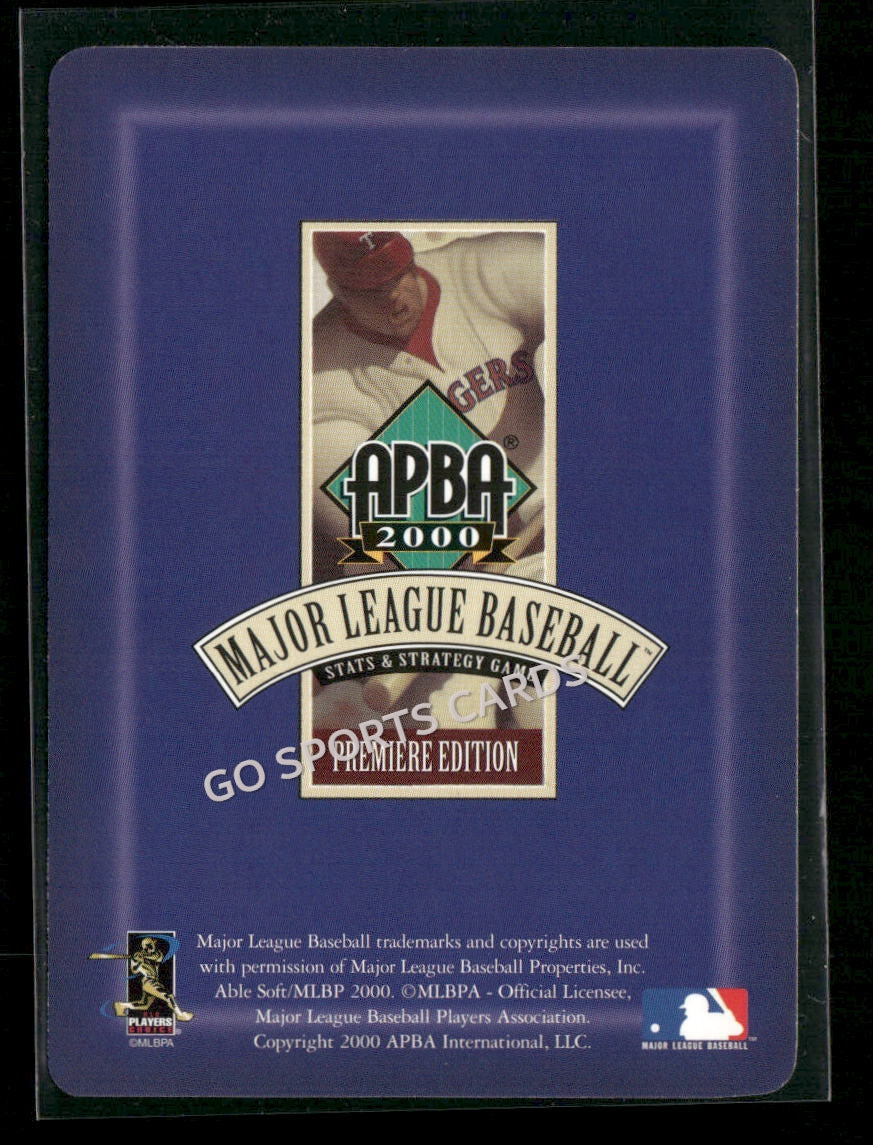 T
GERS
APBA®
2000
MAJOR LEAGUE BASEBALL™
STATS & STRATEGY GAME
GO SPORTS CARDS
PREMIERE EDITION
Major League Baseball trademarks and copyrights are used
with permission of Major League Baseball Properties, Inc.
Able Soft/MLBP 2000. ©MLBPA - Official Licensee,
Major League Baseball Players Association.
Copyright 2000 APBA International, LLC.
PLAYERS
CHOICE®
©MLBPA
MAJOR LEAGUE BASEBALL™